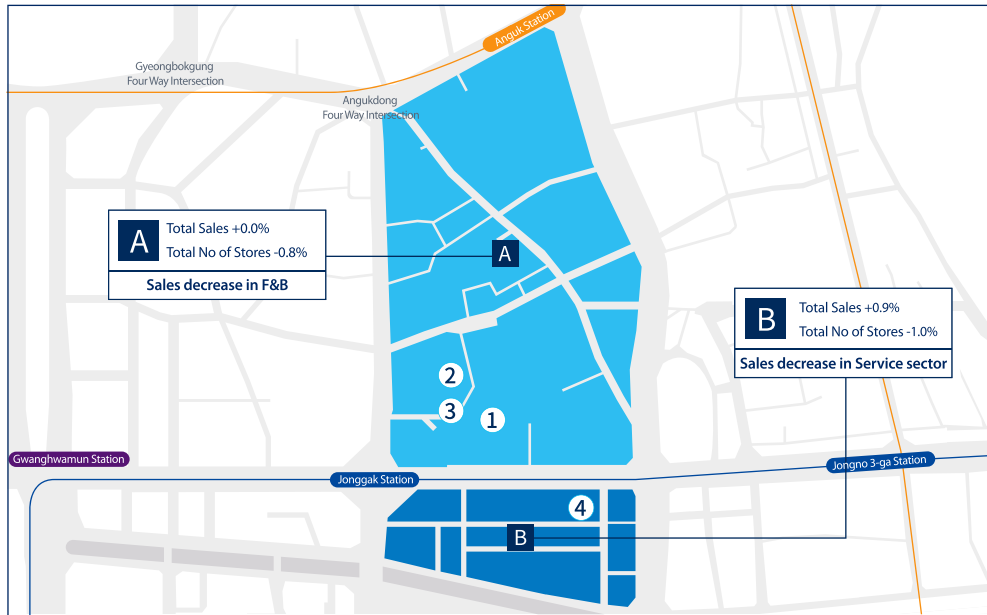 Anguk Station
Gyeongbokgung
Four Way Intersection
Angukdong
Four Way Intersection
A
Total Sales +0.0%
Total No of Stores -0.8%
Sales decrease in F&B
A
B
Total Sales +0.9%
Total No of Stores -1.0%
Sales decrease in Service sector
2
3
1
Gwanghwamun Station
Jonggak Station
Jongno 3-ga Station
4
B